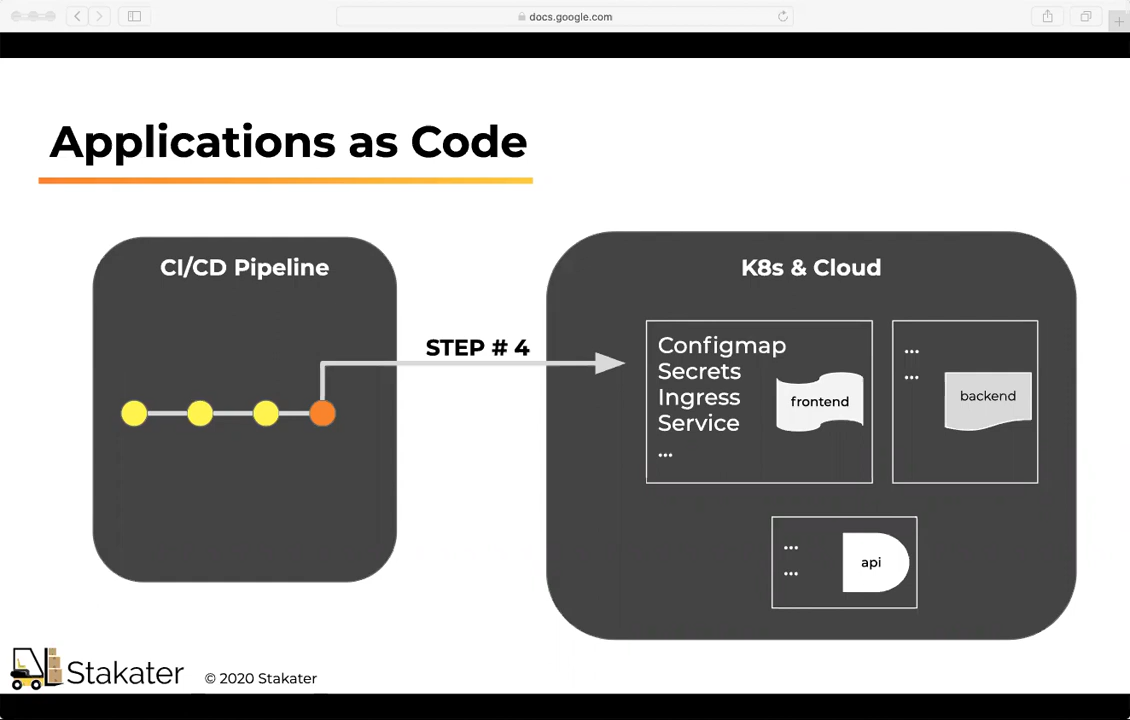 docs.google.com
Applications as Code
CI/CD Pipeline
STEP # 4
K8s & Cloud
Configmap
Secrets
Ingress
Service
...
frontend
...
...
backend
...
...
api
Stakater
© 2020 Stakater